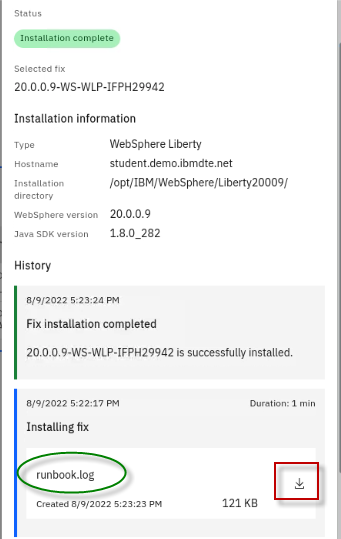 Status
Installation complete
Selected fix
20.0.0.9-WS-WLP-IFPH29942
Installation information
Type WebSphere Liberty
Hostname student.demo.ibmdte.net
Installation directory /opt/IBM/WebSphere/Liberty20009/
WebSphere version 20.0.0.9
Java SDK version 1.8.0_282
History
8/9/2022 5:23:24 PM
Fix installation completed
20.0.0.9-WS-WLP-IFPH29942 is successfully installed.
8/9/2022 5:22:17 PM Duration: 1 min
Installing fix
runbook.log
Created 8/9/2022 5:23:23 PM 121 KB